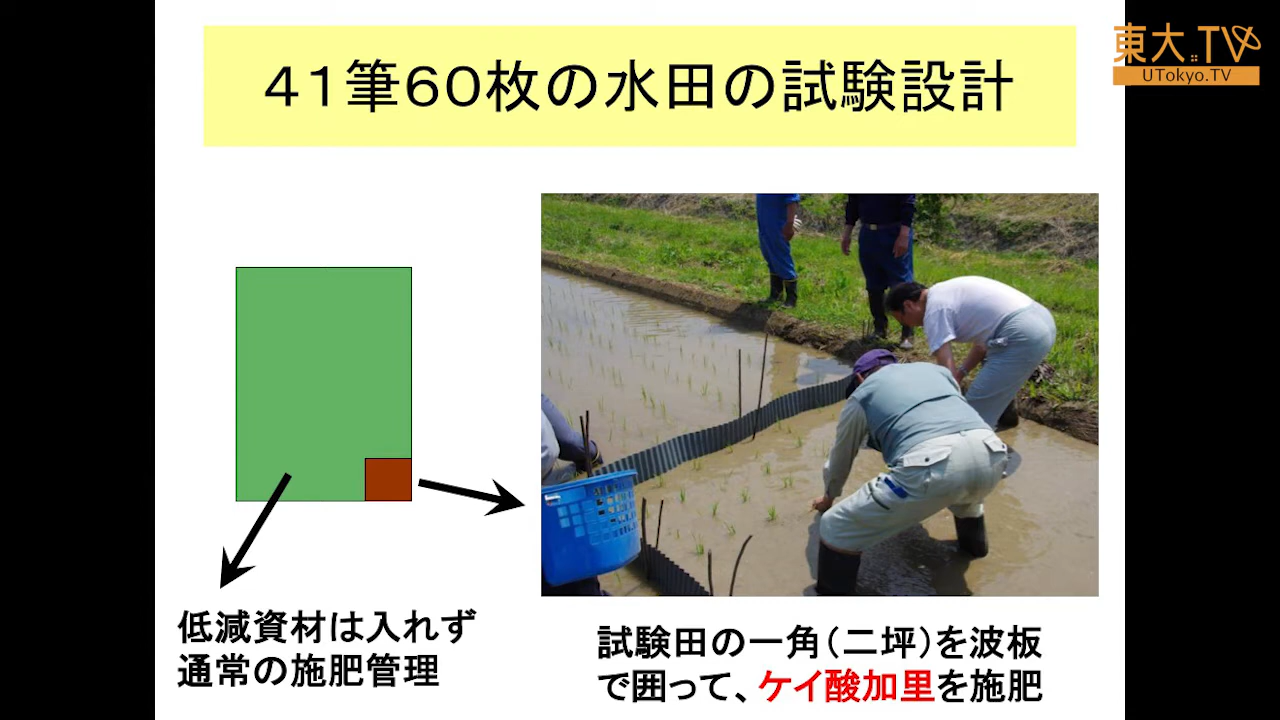 東大.TV
UTokyo.TV
41筆60枚の水田の試験設計
低減資材は入れず
通常の施肥管理
試験田の一角(二坪)を波板
で囲って、ケイ酸加里を施肥